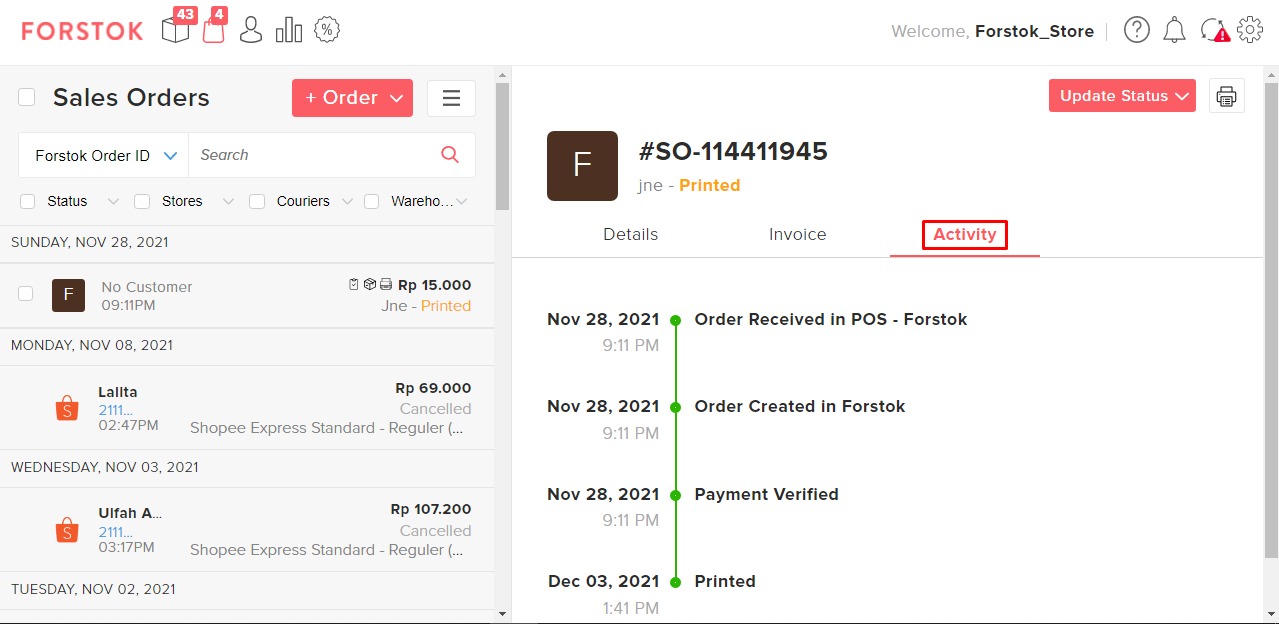 FORSTOK
43
4
%
Welcome, Forstok_Store
?
Sales Orders
+ Order
Forstok Order ID
Search
Status
Stores
Couriers
Wareho...
SUNDAY, NOV 28, 2021
F
No Customer
Rp 15.000
09:11PM
Jne - Printed
MONDAY, NOV 08, 2021
S
Lalita
Rp 69.000
2111...
Cancelled
02:47PM
Shopee Express Standard - Reguler (...
WEDNESDAY, NOV 03, 2021
S
Ulfah A...
Rp 107.200
2111...
Cancelled
03:17PM
Shopee Express Standard - Reguler (...
TUESDAY, NOV 02, 2021
Update Status
F
#SO-114411945
jne - Printed
Details
Invoice
Activity
Nov 28, 2021 Order Received in POS - Forstok
9:11 PM
Nov 28, 2021 Order Created in Forstok
9:11 PM
Nov 28, 2021 Payment Verified
9:11 PM
Dec 03, 2021 Printed
1:41 PM